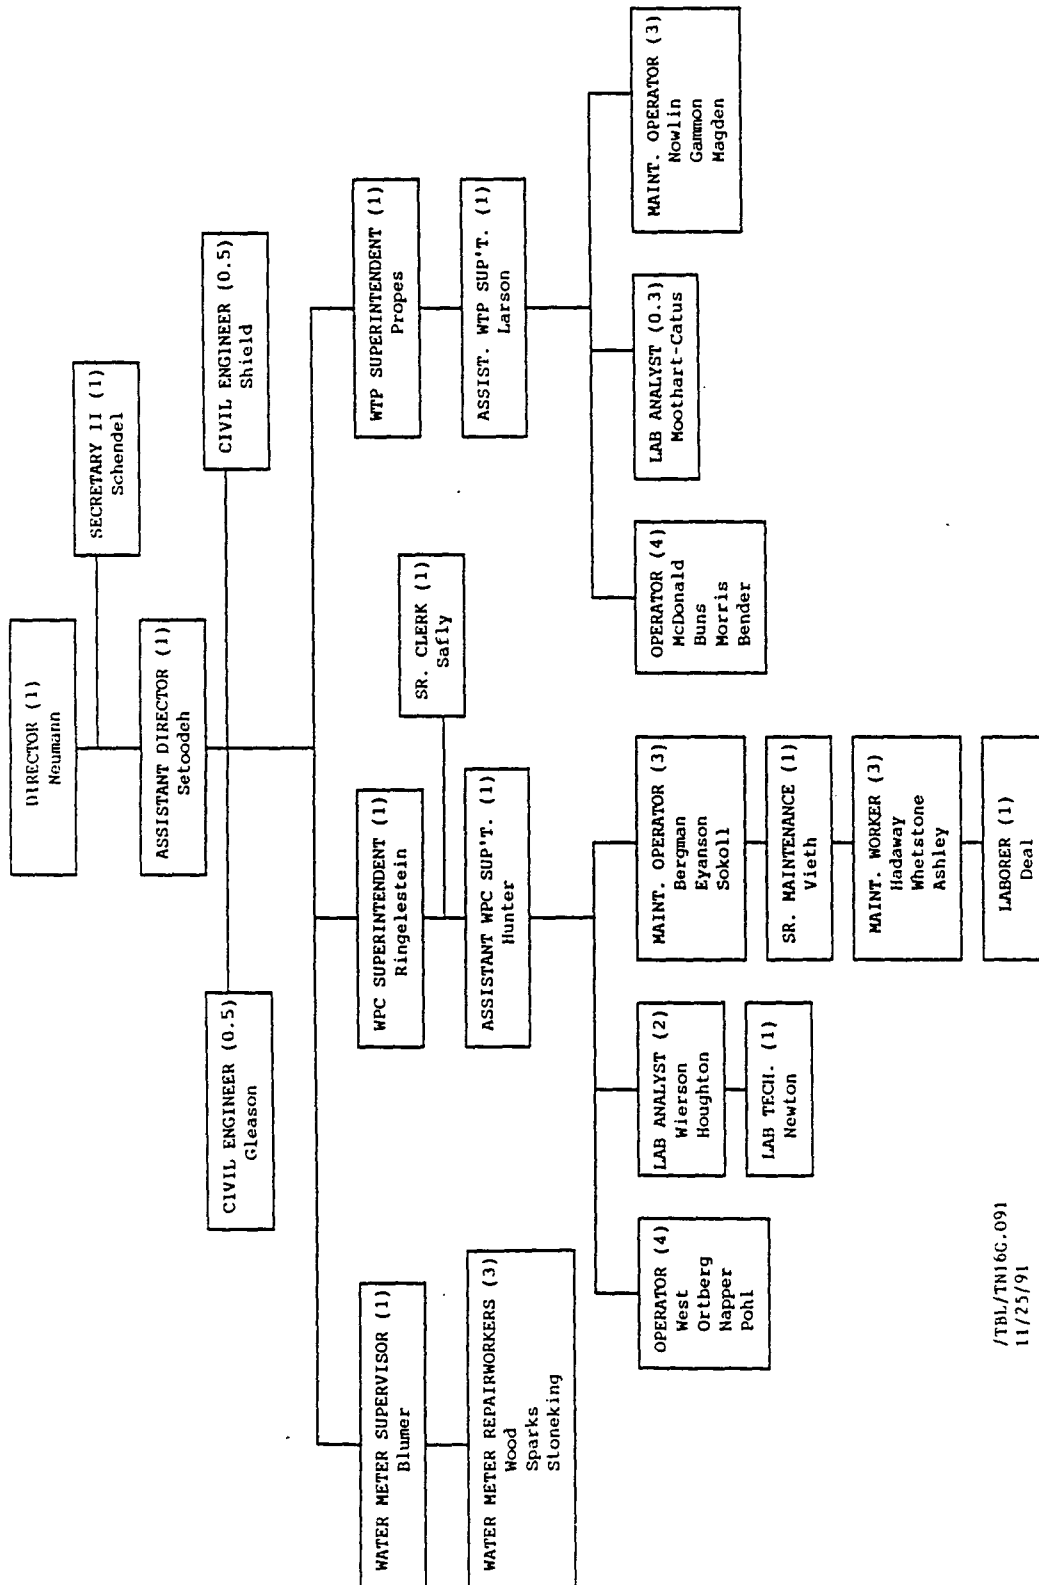 DIRECTOR (1)
Neumann
SECRETARY II (1)
Schendel
ASSISTANT DIRECTOR (1)
Setoodeh
CIVIL ENGINEER (0.5)
Gleason
CIVIL ENGINEER (0.5)
Shield
WATER METER SUPERVISOR (1)
Blumer
WATER METER REPAIRWORKERS (3)
Wood
Sparks
Stoneking
WPC SUPERINTENDENT (1)
Ringelestein
SR. CLERK (1)
Safly
ASSISTANT WPC SUP'T. (1)
Hunter
OPERATOR (4)
West
Ortberg
Napper
Pohl
LAB ANALYST (2)
Wierson
Houghton
LAB TECH. (1)
Newton
MAINT. OPERATOR (3)
Bergman
Eyanson
Sokoll
SR. MAINTENANCE (1)
Vieth
MAINT. WORKER (3)
Hadaway
Whetstone
Ashley
LABORER (1)
Deal
WTP SUPERINTENDENT (1)
Propes
ASSIST. WTP SUP'T. (1)
Larson
OPERATOR (4)
McDonald
Buns
Morris
Bender
LAB ANALYST (0.3)
Moothart-Catus
MAINT. OPERATOR (3)
Nowlin
Gammon
Magden
/TBL/TN16G.091
11/25/91